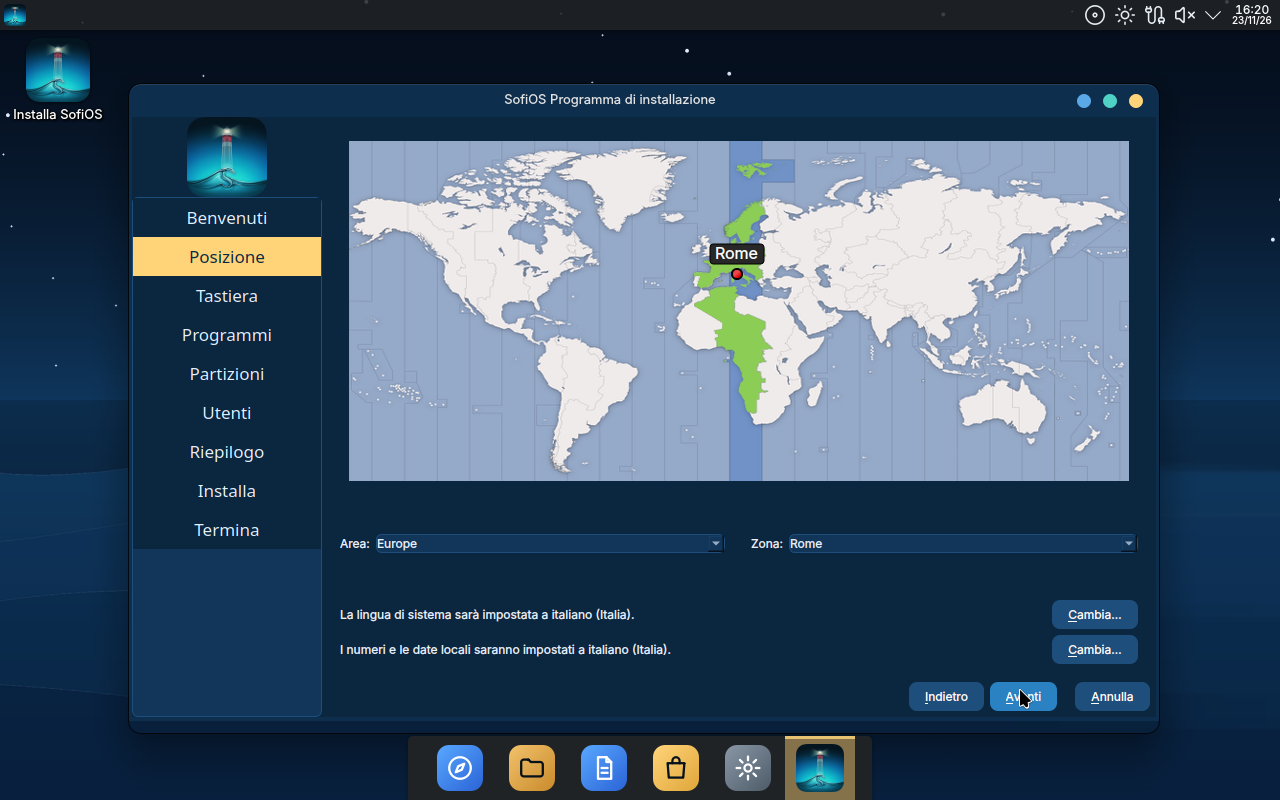 16:20
23/11/26
Installa SofiOS
SofiOS Programma di installazione
Benvenuti
Posizione
Tastiera
Programmi
Partizioni
Utenti
Riepilogo
Installa
Termina
Rome
Area: Europe
Zona: Rome
La lingua di sistema sarà impostata a italiano (Italia).
Cambia...
I numeri e le date locali saranno impostati a italiano (Italia).
Cambia...
Indietro
Avanti
Annulla